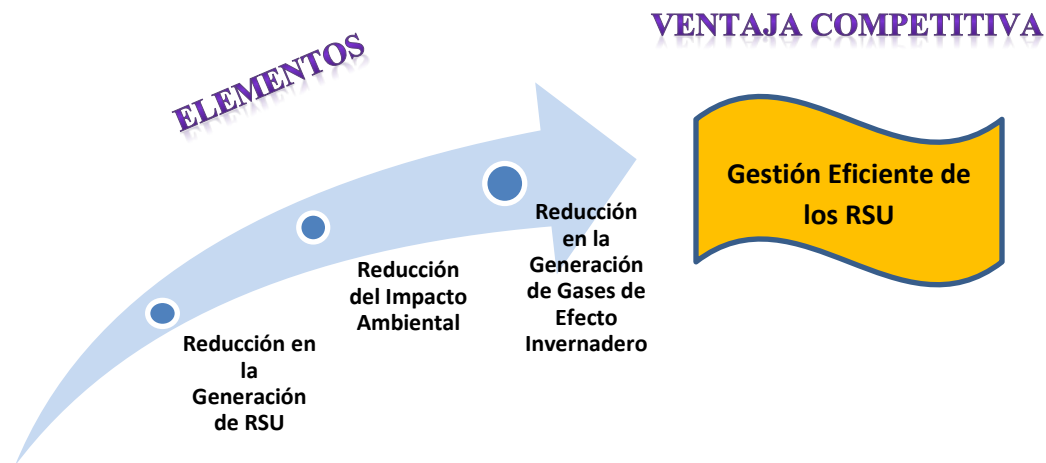 VENTAJA COMPETITIVA
ELEMENTOS
Gestión Eficiente de
los RSU
Reducción
en la
Generación
de Gases de
Efecto
Invernadero
Reducción
del Impacto
Ambiental
Reducción en
la
Generación
de RSU